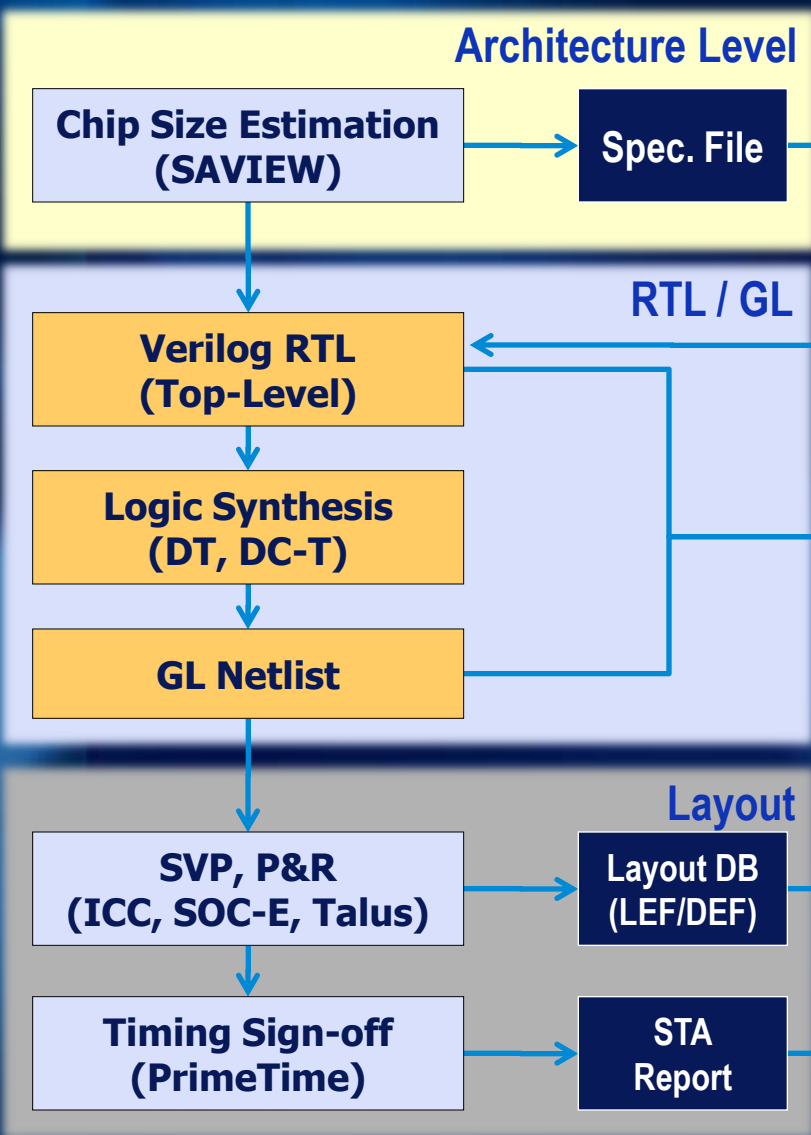 Architecture Level
Chip Size Estimation
(SAVIEW)
Spec. File
RTL / GL
Verilog RTL
(Top-Level)
Logic Synthesis
(DT, DC-T)
GL Netlist
Layout
SVP, P&R
(ICC, SOC-E, Talus)
Layout DB
(LEF/DEF)
Timing Sign-off
(PrimeTime)
STA
Report